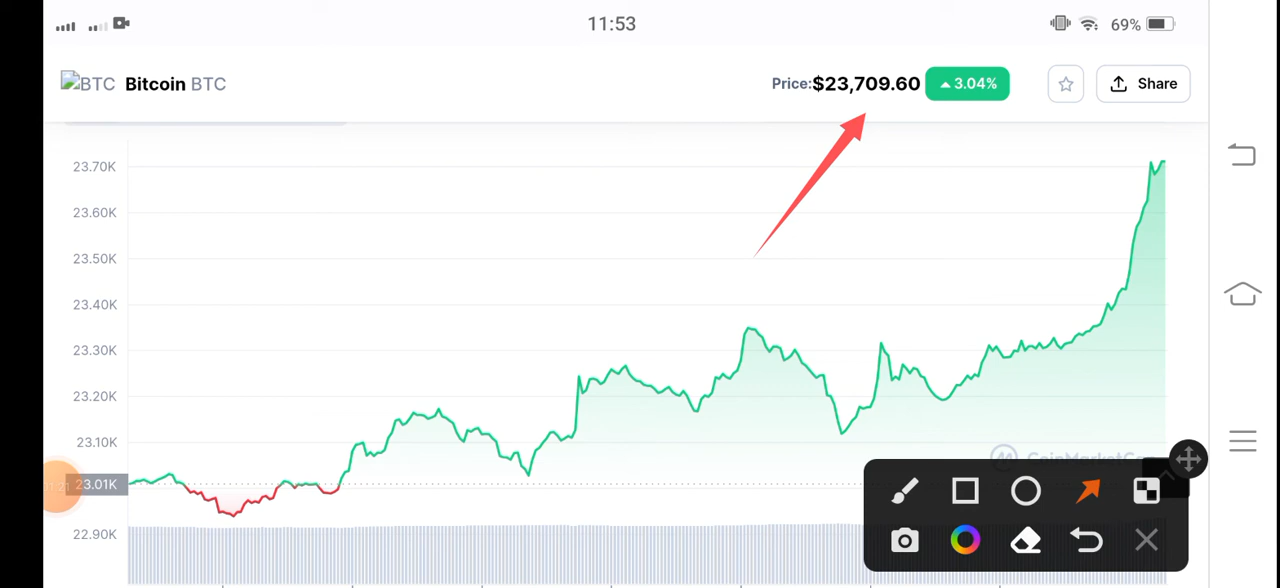 11:53
69%
BTC Bitcoin BTC
Price:$23,709.60 3.04%
Share
23.70K
23.60K
23.50K
23.40K
23.30K
23.20K
23.10K
23.01K
22.90K